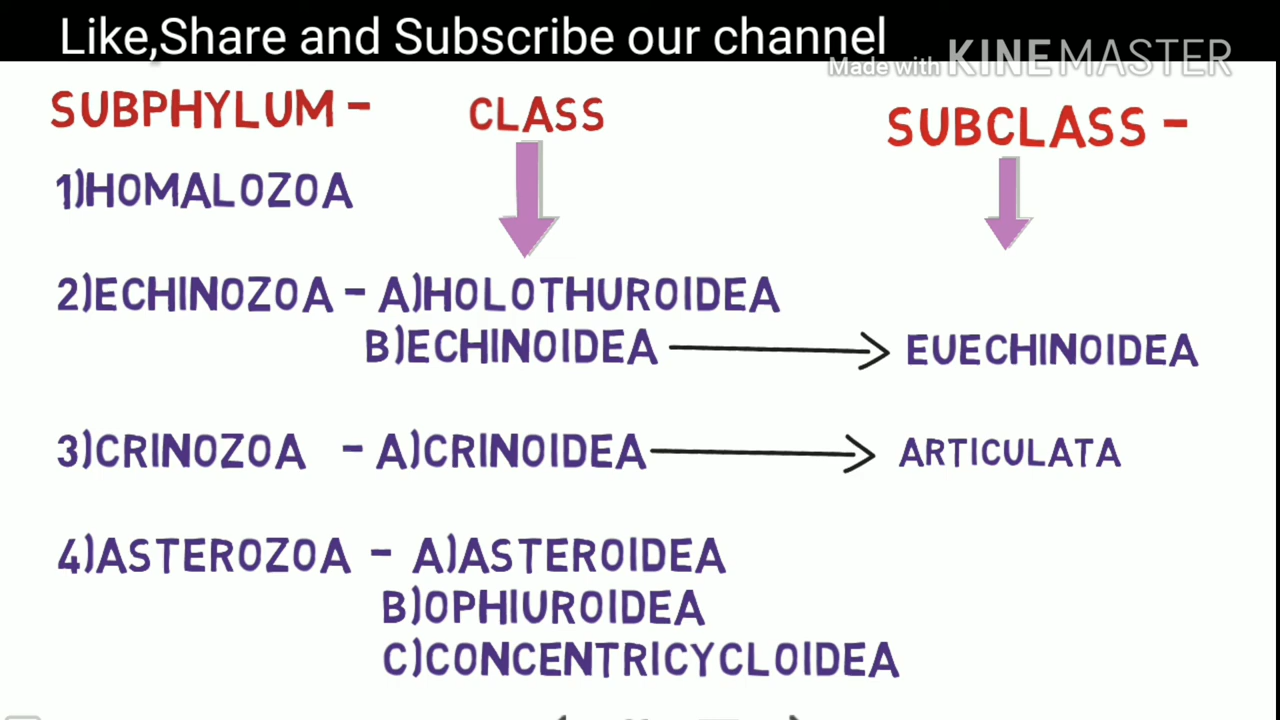 Like,Share and Subscribe our channel
Made with KINEMASTER
SUBPHYLUM - CLASS SUBCLASS -
1)HOMALOZOA
2)ECHINOZOA - A)HOLOTHUROIDEA
B)ECHINOIDEA EUECHINOIDEA
3)CRINOZOA - A)CRINOIDEA ARTICULATA
4)ASTEROZOA - A)ASTEROIDEA
B)OPHIUROIDEA
C)CONCENTRICYCLOIDEA